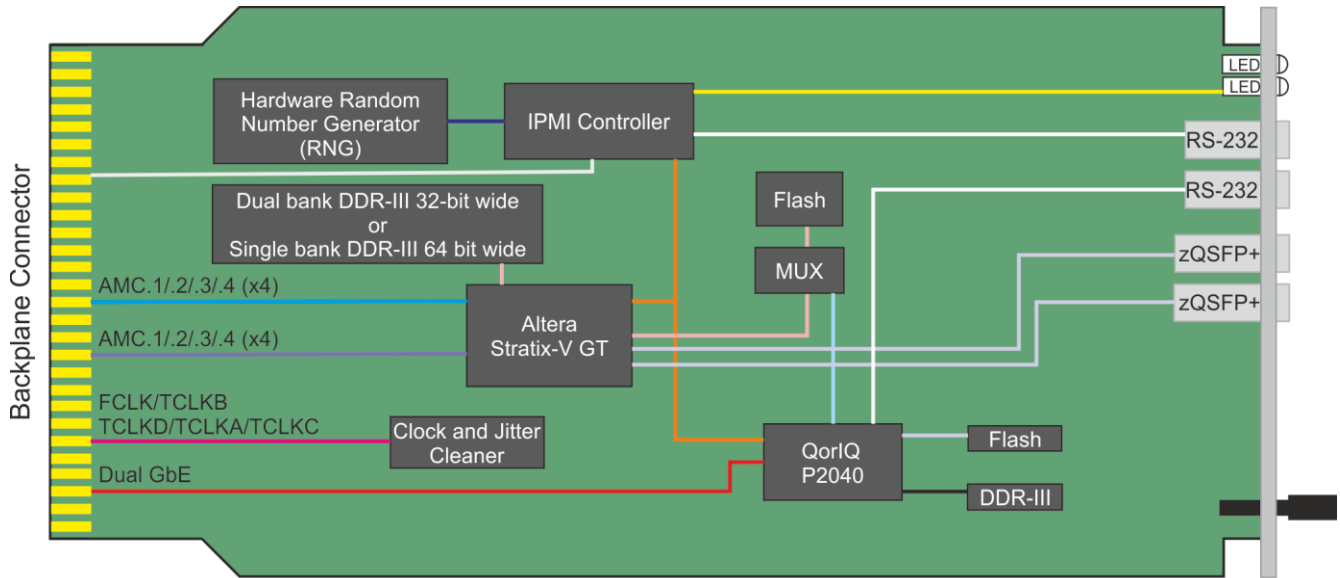 Backplane Connector
LED
LED
Hardware Random
Number Generator
(RNG)
IPMI Controller
RS-232
RS-232
Dual bank DDR-III 32-bit wide
or
Single bank DDR-III 64 bit wide
Flash
MUX
zQSFP+
zQSFP+
AMC.1/.2/.3/.4 (x4)
AMC.1/.2/.3/.4 (x4)
Altera
Stratix-V GT
FCLK/TCLKB
TCLKD/TCLKA/TCLKC
Clock and Jitter
Cleaner
Dual GbE
QorIQ
P2040
Flash
DDR-III